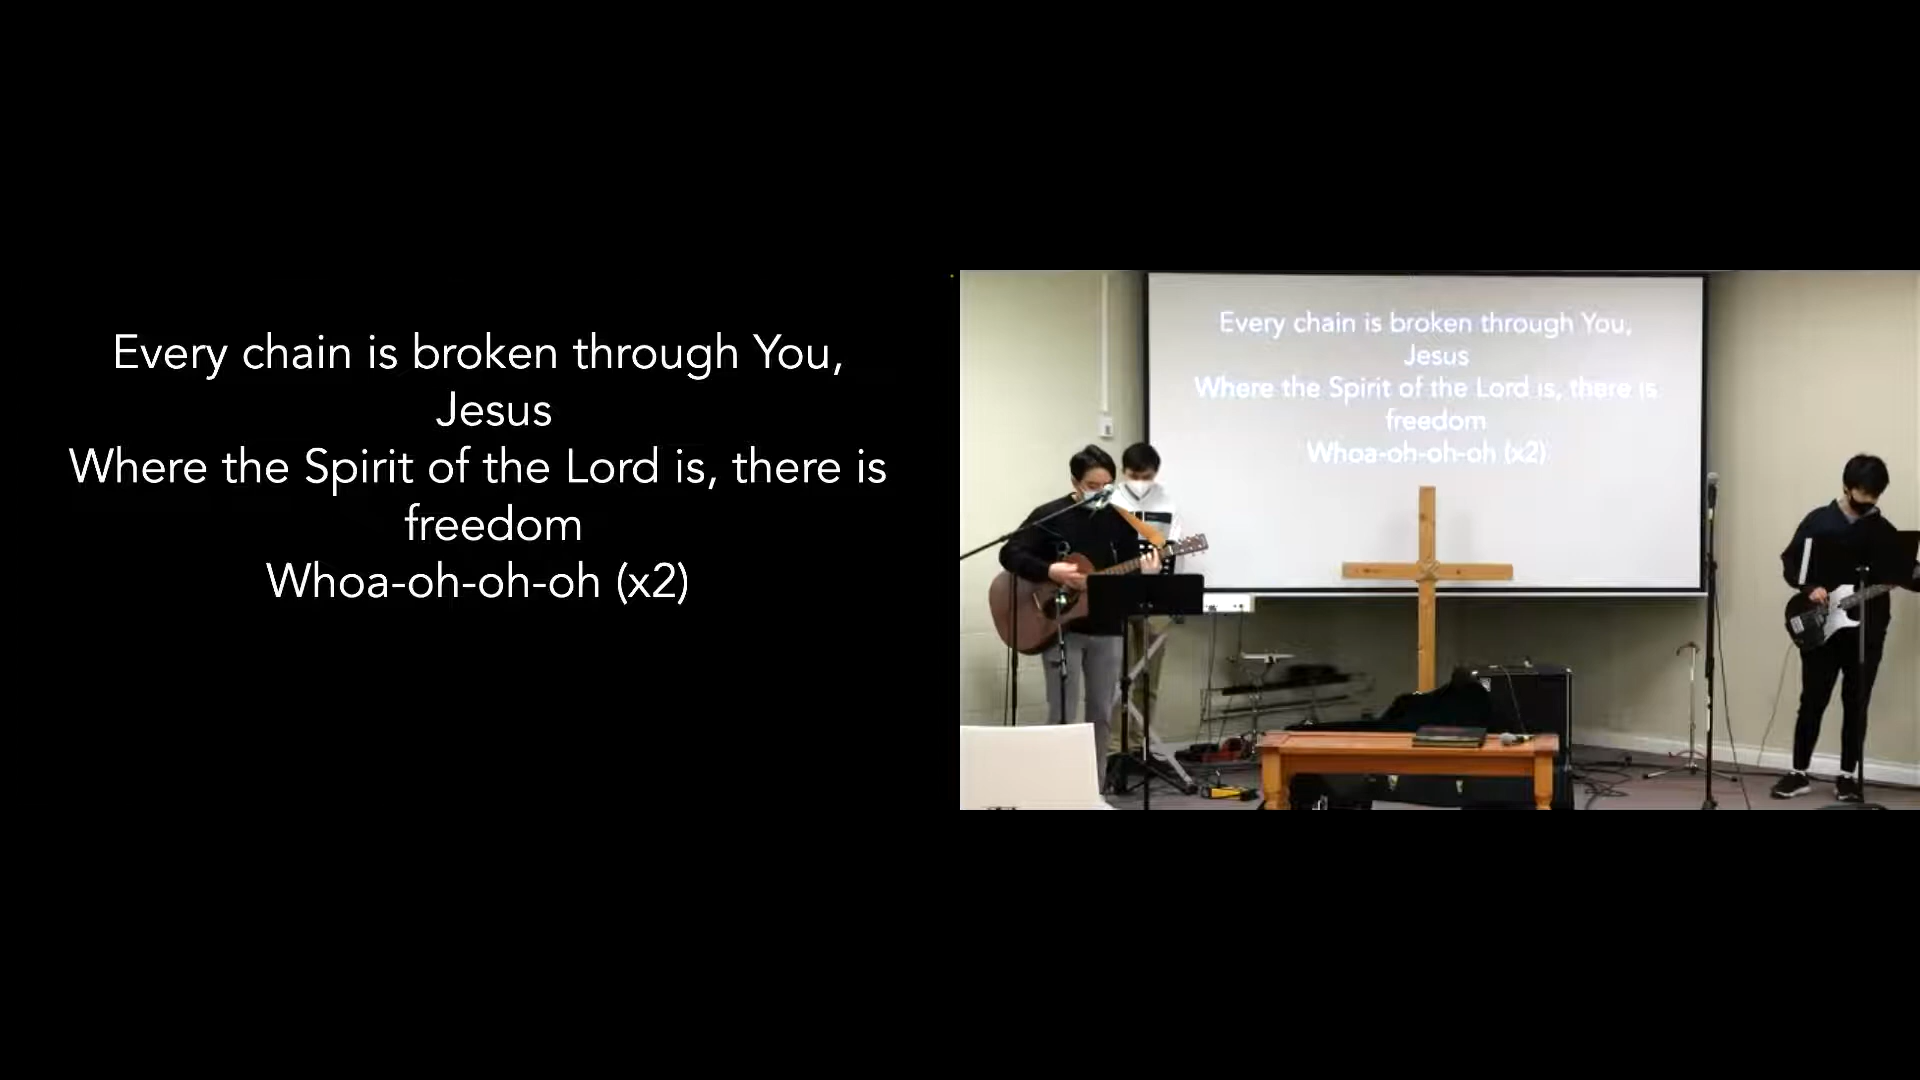 Every chain is broken through You,
Jesus
Where the Spirit of the Lord is, there is
freedom
Whoa-oh-oh-oh (x2)
Every chain is broken through You,
Jesus
Where the Spirit of the Lord is, there is
freedom
Whoa-oh-oh-oh (x2)